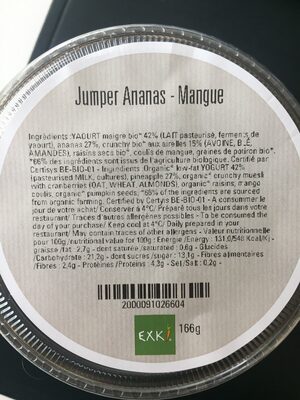 Jumper Ananas - Mangue
Ingrédients :YAOURT maigre bio* 42% (LAIT pasteurisé, ferments de
yaourt), ananas 27%, crunchy bio* aux airelles 15% (AVOINE, BLÉ,
AMANDES), raisins secs bio*, coulis de mangue, graines de potiron bio*.
*66% des ingrédients sont issus de l'agriculture biologique. Certifié par
Certisys BE-BIO-01 - Ingredients :Organic* low-fat YOGURT 42%
(pasteurised MILK, cultures), pineapple 27%, organic* crunchy muesli
with cranberries (OAT, WHEAT, ALMONDS), organic* raisins, mango
coulis, organic* pumpkin seeds. *66% of the ingredients are sourced
from organic farming. Certified by Certys BE-BIO-01 - A consommer le
jour de votre achat/ Conserver à 4°C/ Préparé tous les jours dans votre
restaurant/ Traces d'autres allergènes possibles - To be consumed the
day of your purchase/ Keep cool at 4°C/ Daily prepared in your
restaurant/ May contain traces of other allergens - Valeur nutritionnelle
pour 100g/nutritional value for 100g : Energie/Energy : 131,0/548 (Kcal/KJ) -
graisse/fat : 2,7g - dont saturés/saturated : 0,6g - Glucides
/Carbohydrate : 21,2g - dont sucres/sugar : 13,1g - Fibres alimentaires
/Fibres : 2,4g - Protéines/Proteins : 4,3g - Sel/Salt : 0,2g -
2000091026604
EXKi
166g